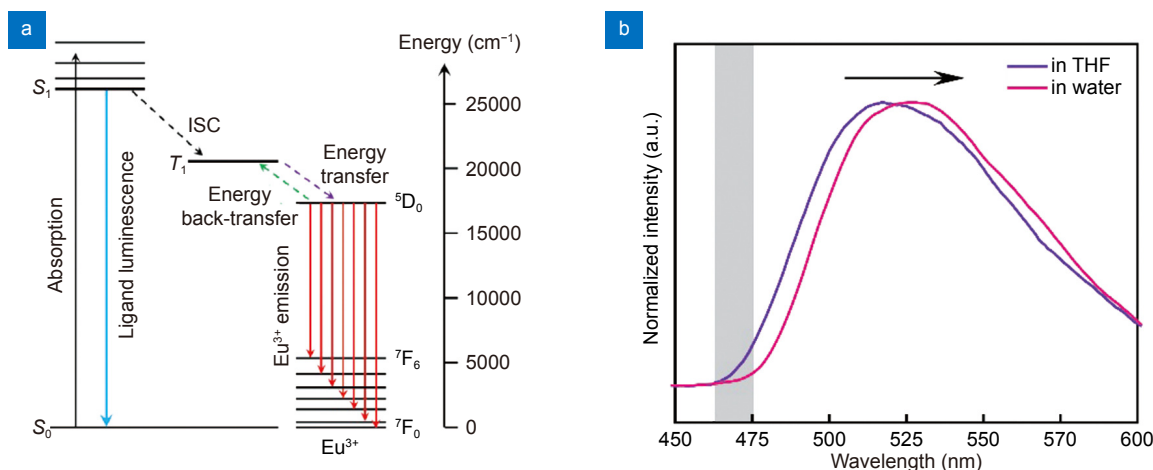 a
Energy (cm⁻¹)
S₁
ISC
T₁
Energy
transfer
Energy
back-transfer
⁵D₀
Absorption
Ligand luminescence
Eu³⁺ emission
⁷F₆
⁷F₀
S₀
Eu³⁺
25000
20000
15000
10000
5000
0
b
in THF
in water
Normalized intensity (a.u.)
450 475 500 525 550 575 600
Wavelength (nm)